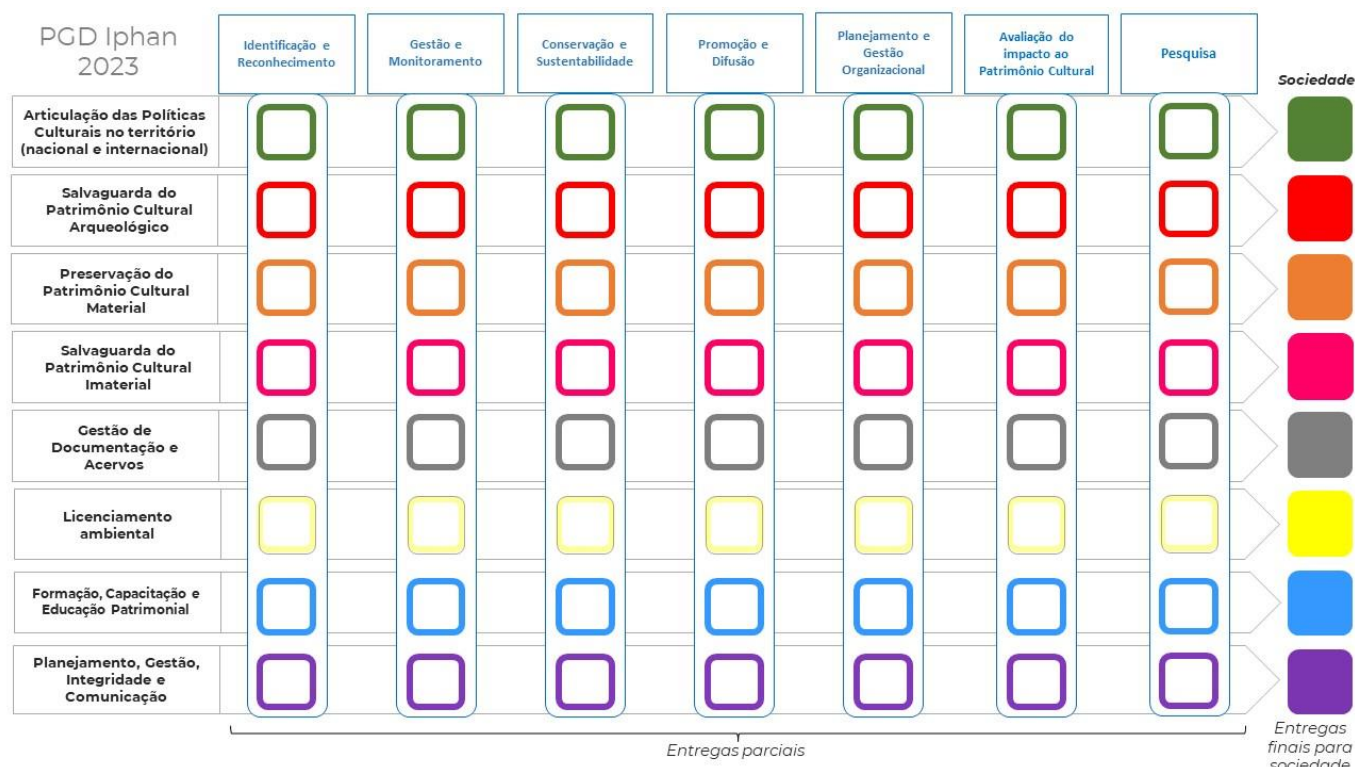 PGD Iphan
2023
Identificação e
Reconhecimento
Gestão e
Monitoramento
Conservação e
Sustentabilidade
Promoção e
Difusão
Planejamento e
Gestão
Organizacional
Avaliação do
impacto ao
Patrimônio Cultural
Pesquisa
Sociedade
Articulação das Políticas
Culturais no território
(nacional e internacional)
Salvaguarda do
Patrimônio Cultural
Arqueológico
Preservação do
Patrimônio Cultural
Material
Salvaguarda do
Patrimônio Cultural
Imaterial
Gestão de
Documentação e
Acervos
Licenciamento
ambiental
Formação, Capacitação e
Educação Patrimonial
Planejamento, Gestão,
Integridade e
Comunicação
Entregas parciais
Entregas
finais para
sociedade